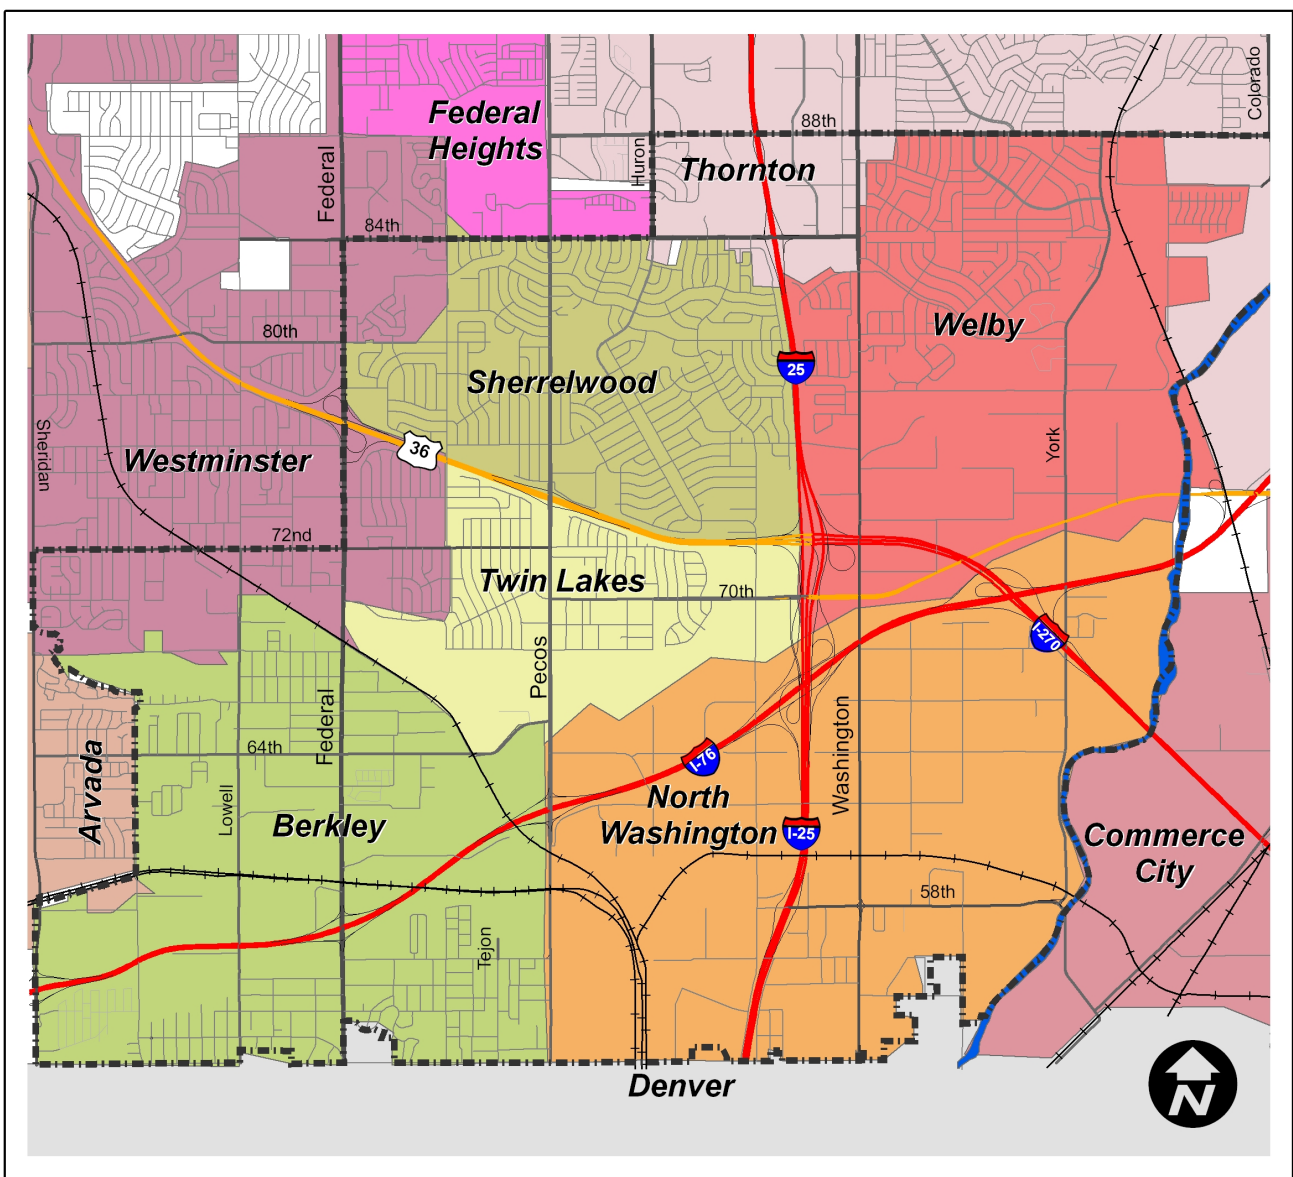 Colorado
Federal
Heights
88th
Huron
Thornton
Federal
84th
Welby
80th
25
Sherrelwood
Sheridan
York
36
Westminster
72nd
Twin Lakes
70th
I-270
Pecos
Federal
Washington
64th
I-76
Arvada
Lowell
North
Washington
I-25
Berkley
Commerce
City
58th
Tejon
Denver
N